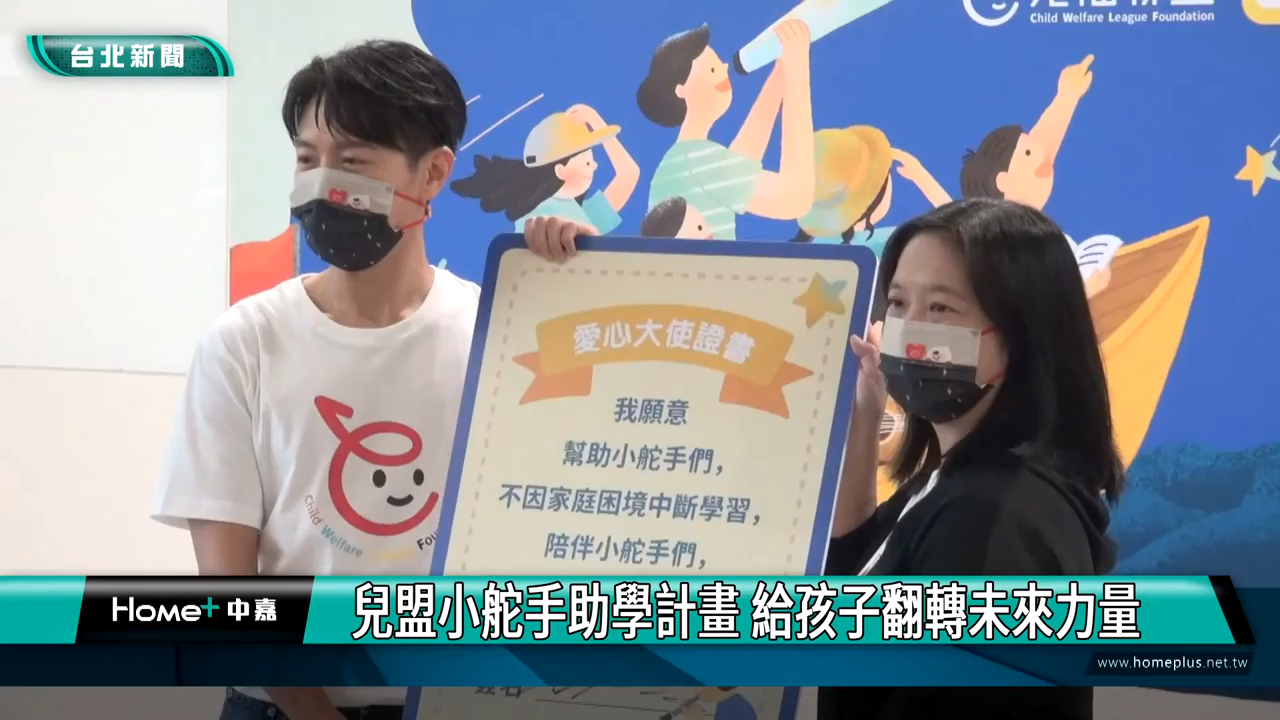 台北新聞
Child Welfare League Foundation
愛心大使證書
我願意
幫助小舵手們，
不因家庭困境中斷學習，
陪伴小舵手們，
Child Welfare
Home+中嘉
兒盟小舵手助學計畫 給孩子翻轉未來力量
www.homeplus.net.tw